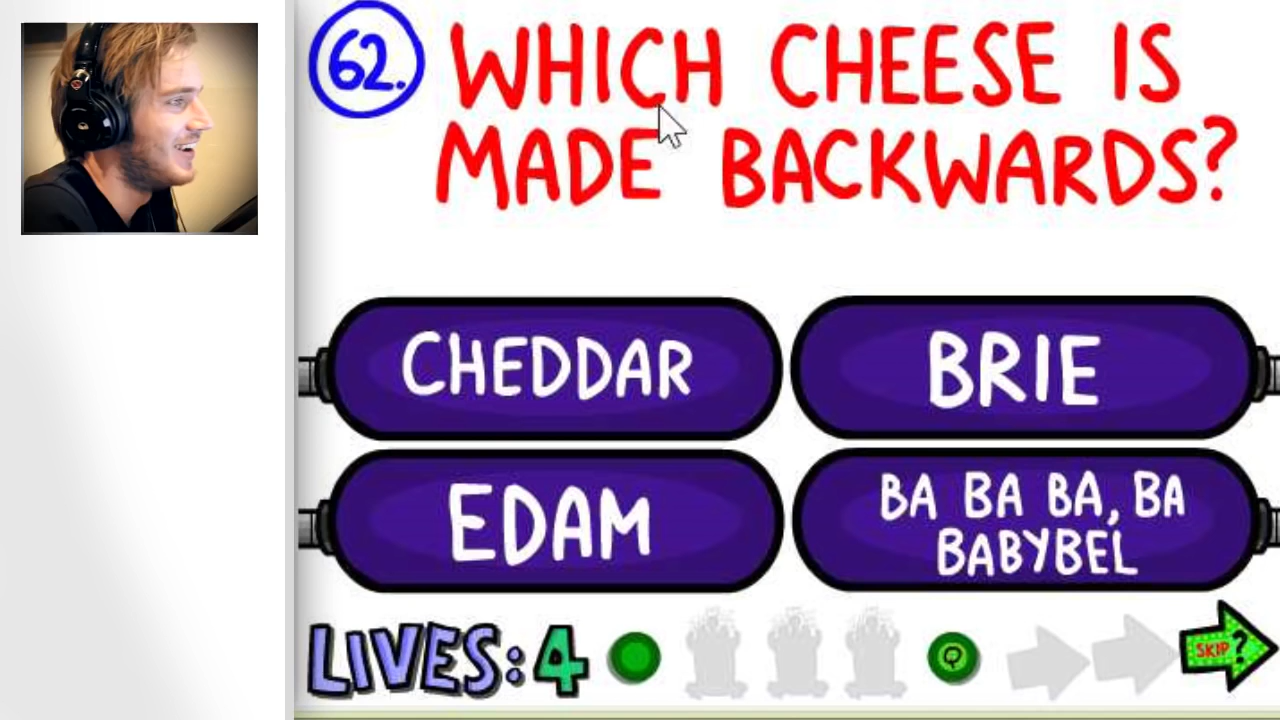 62. WHICH CHEESE IS
MADE BACKWARDS?
CHEDDAR
BRIE
EDAM
BA BA BA, BA
BABYBEL
LIVES: 4
SKIP?